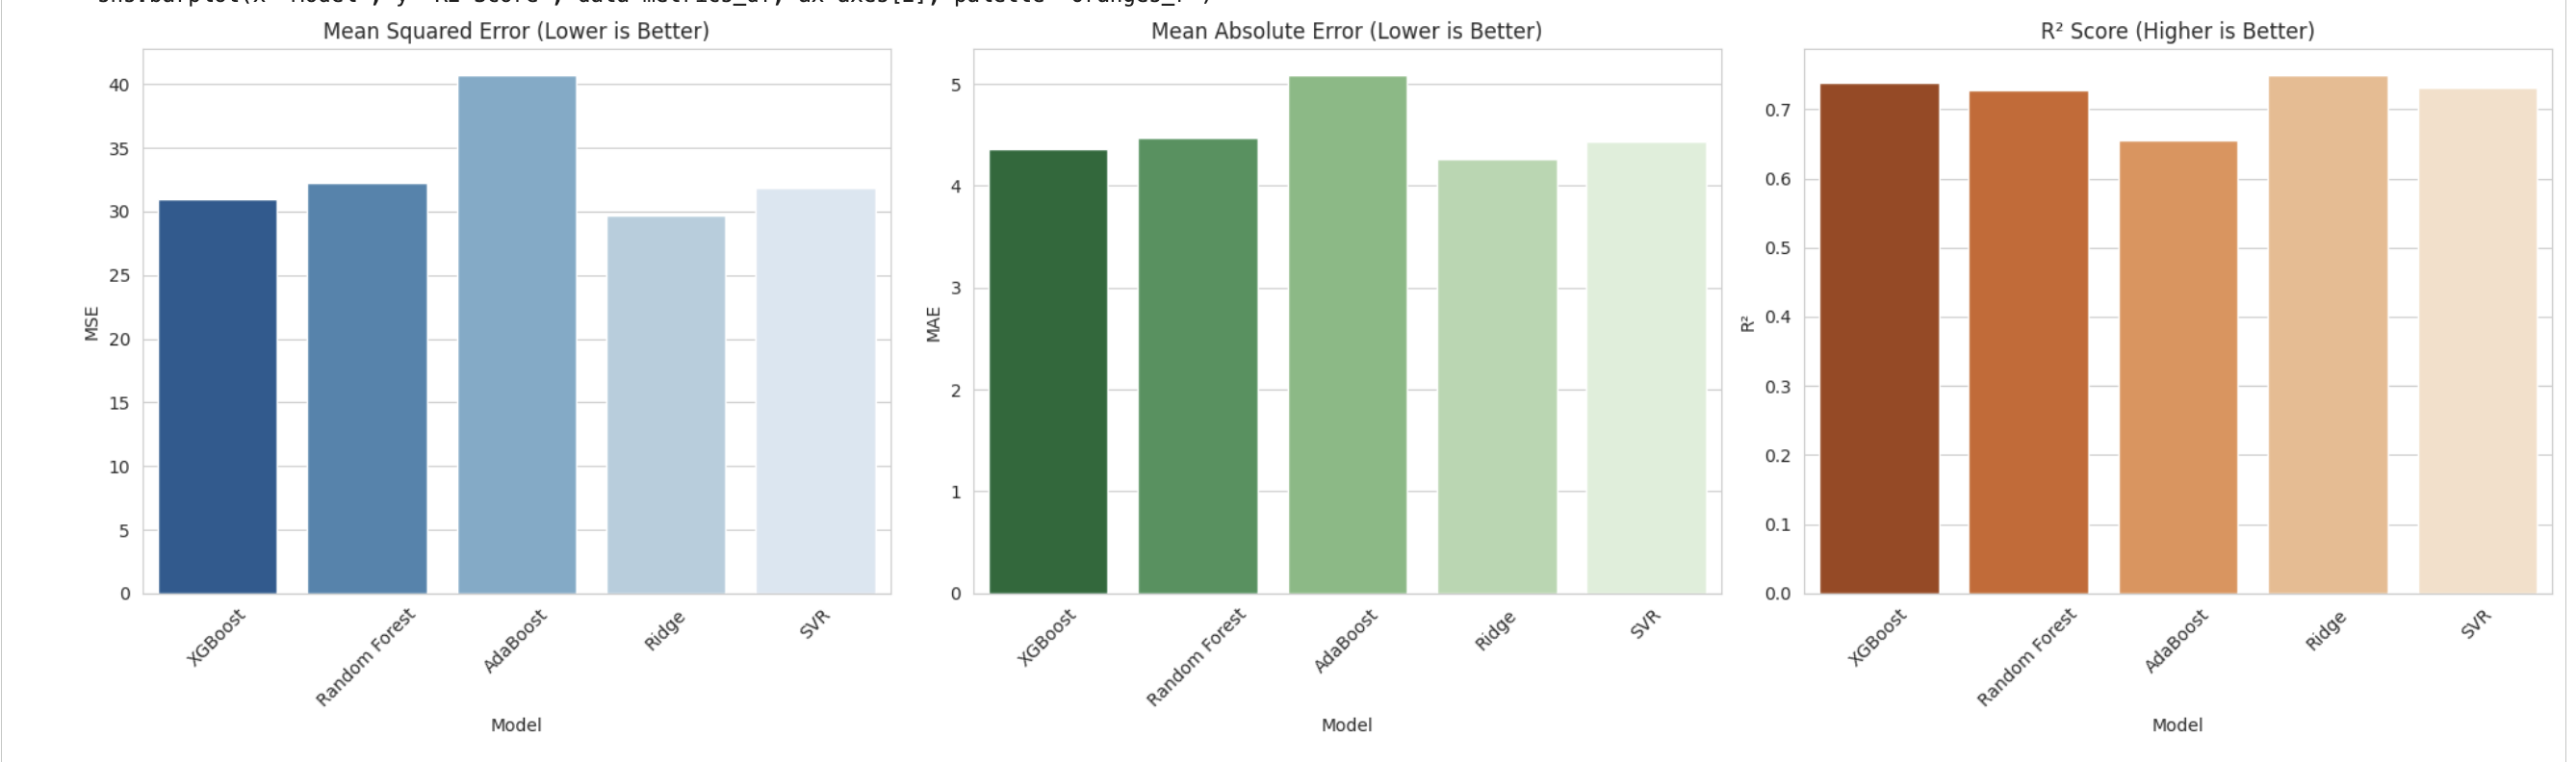 Mean Squared Error (Lower is Better)
40
35
30
25
20
15
10
5
0
MSE
XGBoost
Random Forest
AdaBoost
Ridge
SVR
Model
Mean Absolute Error (Lower is Better)
5
4
3
2
1
0
MAE
XGBoost
Random Forest
AdaBoost
Ridge
SVR
Model
R² Score (Higher is Better)
0.7
0.6
0.5
0.4
0.3
0.2
0.1
0.0
R²
XGBoost
Random Forest
AdaBoost
Ridge
SVR
Model